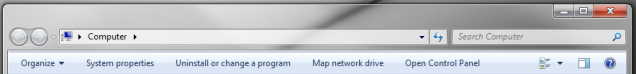 Computer
Search Computer
Organize
System properties
Uninstall or change a program
Map network drive
Open Control Panel